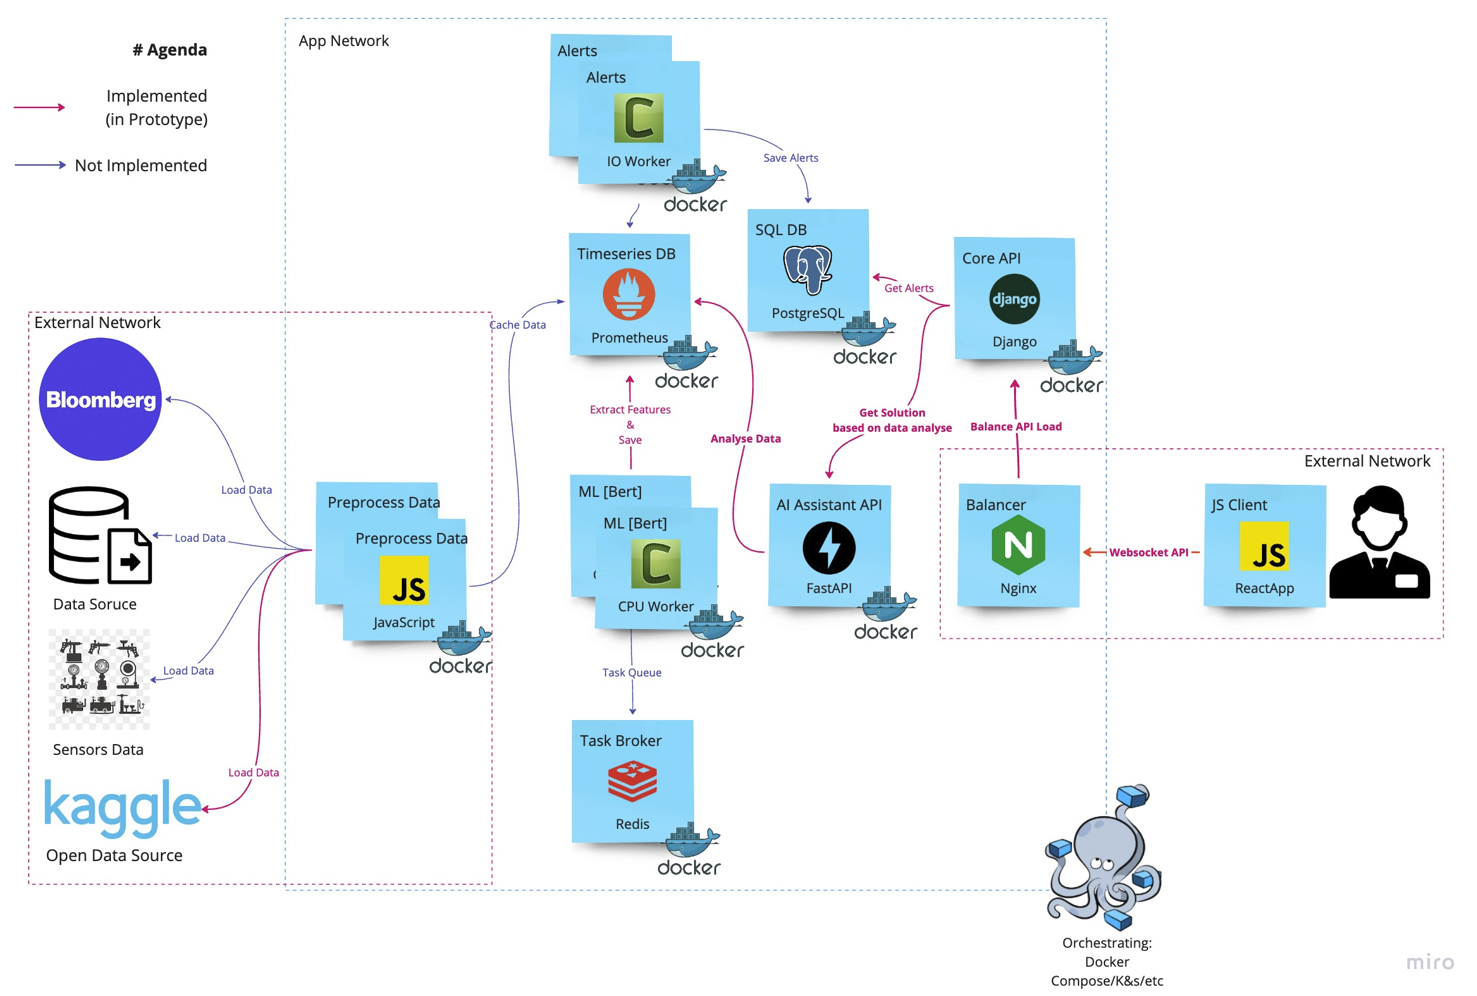 # Agenda
Implemented
(in Prototype)
Not Implemented
App Network
Alerts
Alerts
C
IO Worker
docker
Save Alerts
SQL DB
PostgreSQL
docker
Timeseries DB
Prometheus
docker
Core API
django
Django
docker
Get Alerts
Cache Data
External Network
Bloomberg
Load Data
Load Data
Data Soruce
Load Data
Sensors Data
Load Data
kaggle
Open Data Source
Preprocess Data
Preprocess Data
JS
JavaScript
docker
Extract Features
&
Save
Analyse Data
Get Solution
based on data analyse
Balance API Load
ML [Bert]
ML [Bert]
C
CPU Worker
docker
Task Queue
Task Broker
Redis
docker
AI Assistant API
FastAPI
docker
External Network
Balancer
N
Nginx
Websocket API
JS Client
JS
ReactApp
Orchestrating:
Docker
Compose/K&s/etc
miro